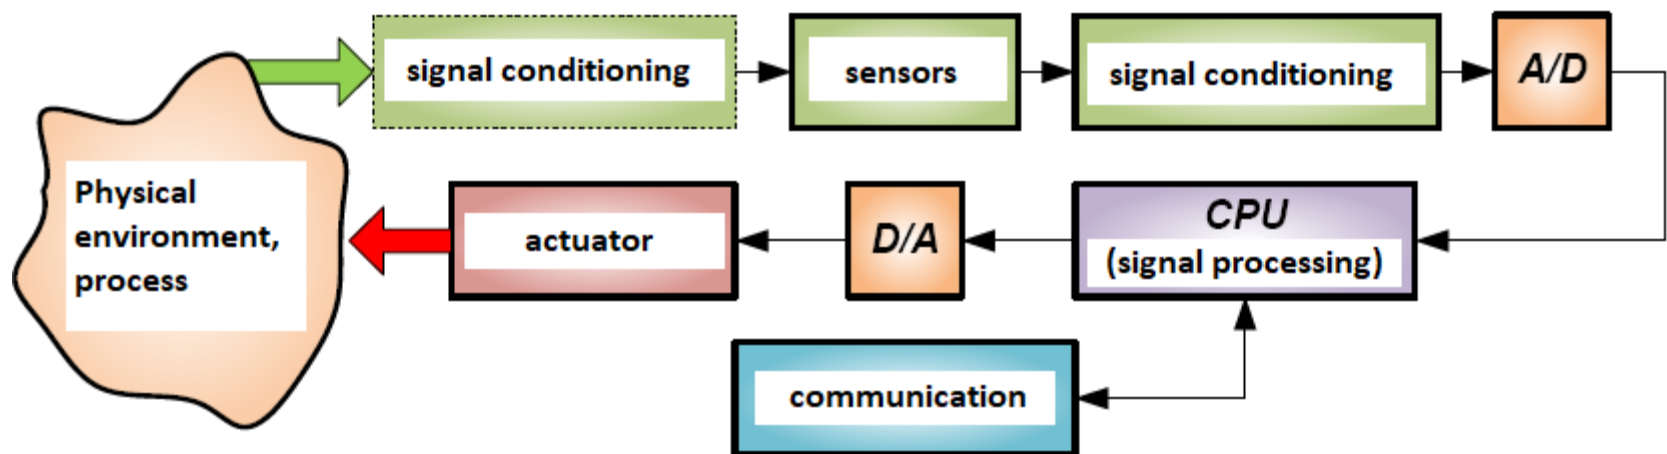 signal conditioning
sensors
signal conditioning
A/D
Physical
environment,
process
actuator
D/A
CPU
(signal processing)
communication